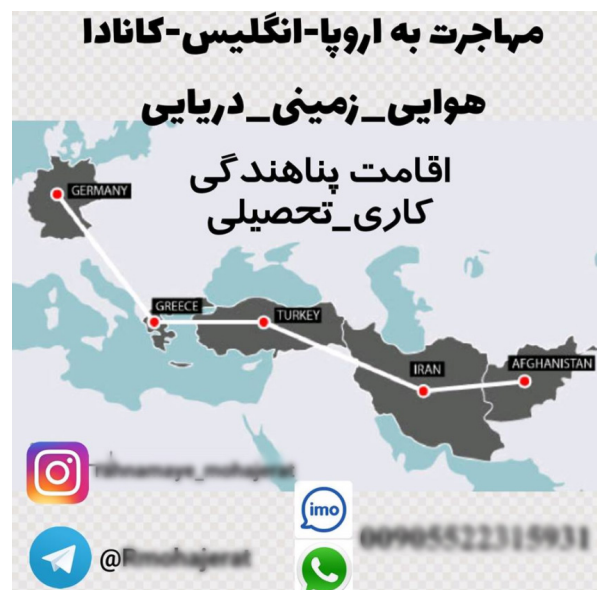 مهاجرت به اروپا-انگلیس-کانادا
هوایی_زمینی_دریایی
اقامت پناهندگی
کاری_تحصیلی
GERMANY
GREECE
TURKEY
IRAN
AFGHANISTAN
imo
@